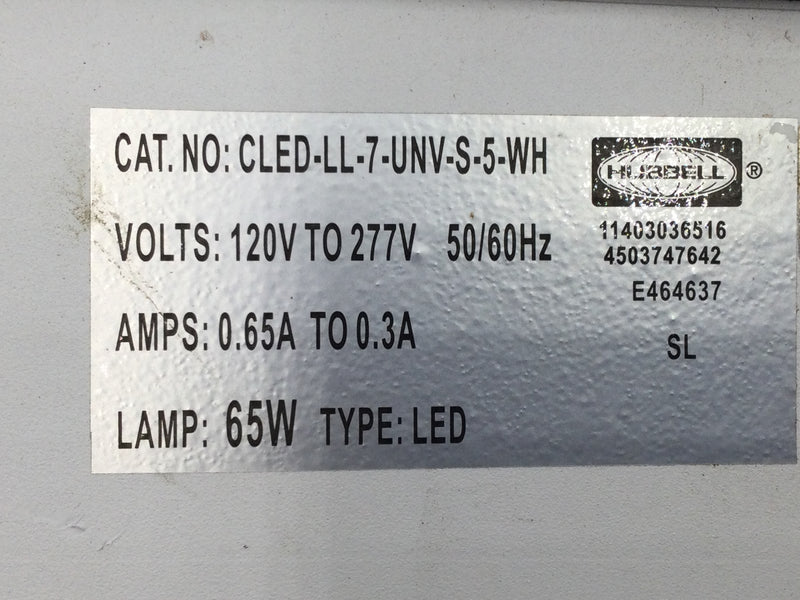 CAT. NO: CLED-LL-7-UNV-S-5-WH
HUBBELL ®
VOLTS: 120V TO 277V 50/60Hz
11403036516
4503747642
E464637
AMPS: 0.65A TO 0.3A
SL
LAMP: 65W TYPE: LED